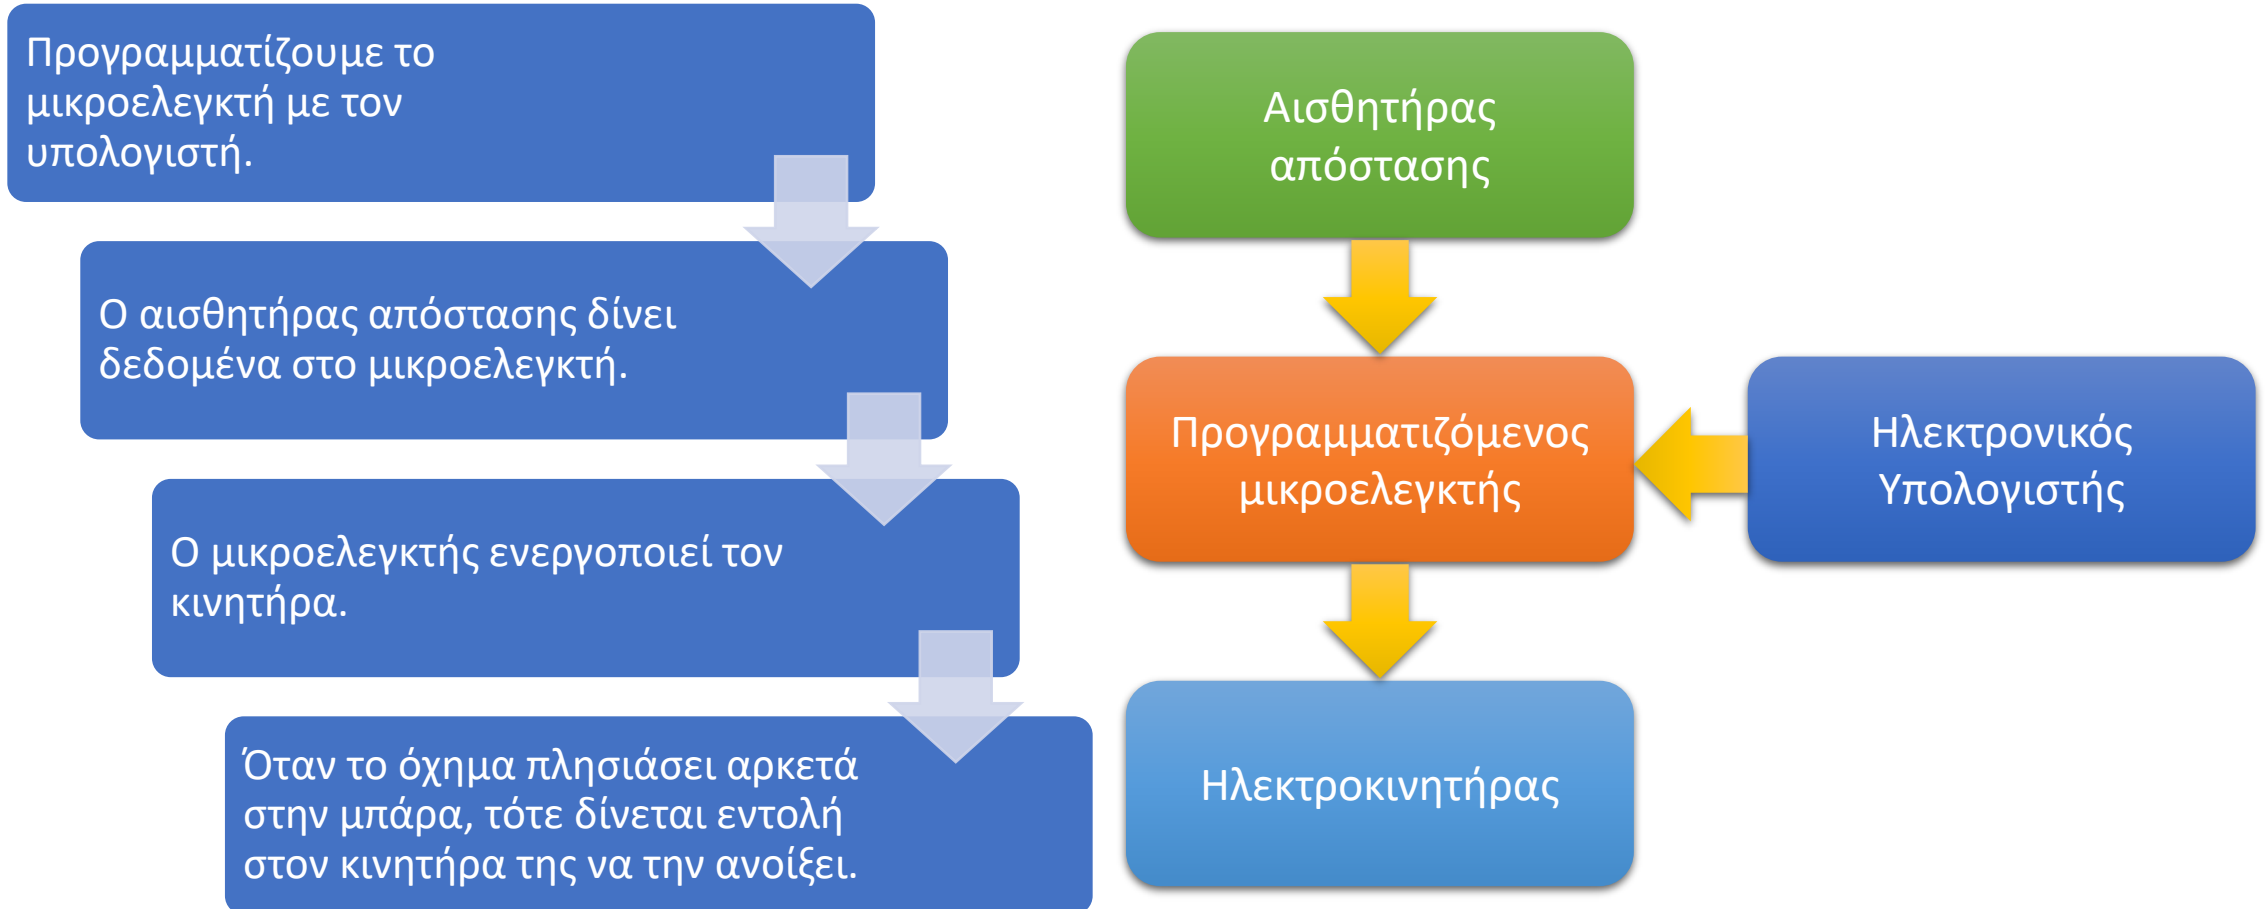 Προγραμματίζουμε το
μικροελεγκτή με τον
υπολογιστή.
Ο αισθητήρας απόστασης δίνει
δεδομένα στο μικροελεγκτή.
Ο μικροελεγκτής ενεργοποιεί τον
κινητήρα.
Όταν το όχημα πλησιάσει αρκετά
στην μπάρα, τότε δίνεται εντολή
στον κινητήρα της να την ανοίξει.
Αισθητήρας
απόστασης
Προγραμματιζόμενος
μικροελεγκτής
Ηλεκτρονικός
Υπολογιστής
Ηλεκτροκινητήρας